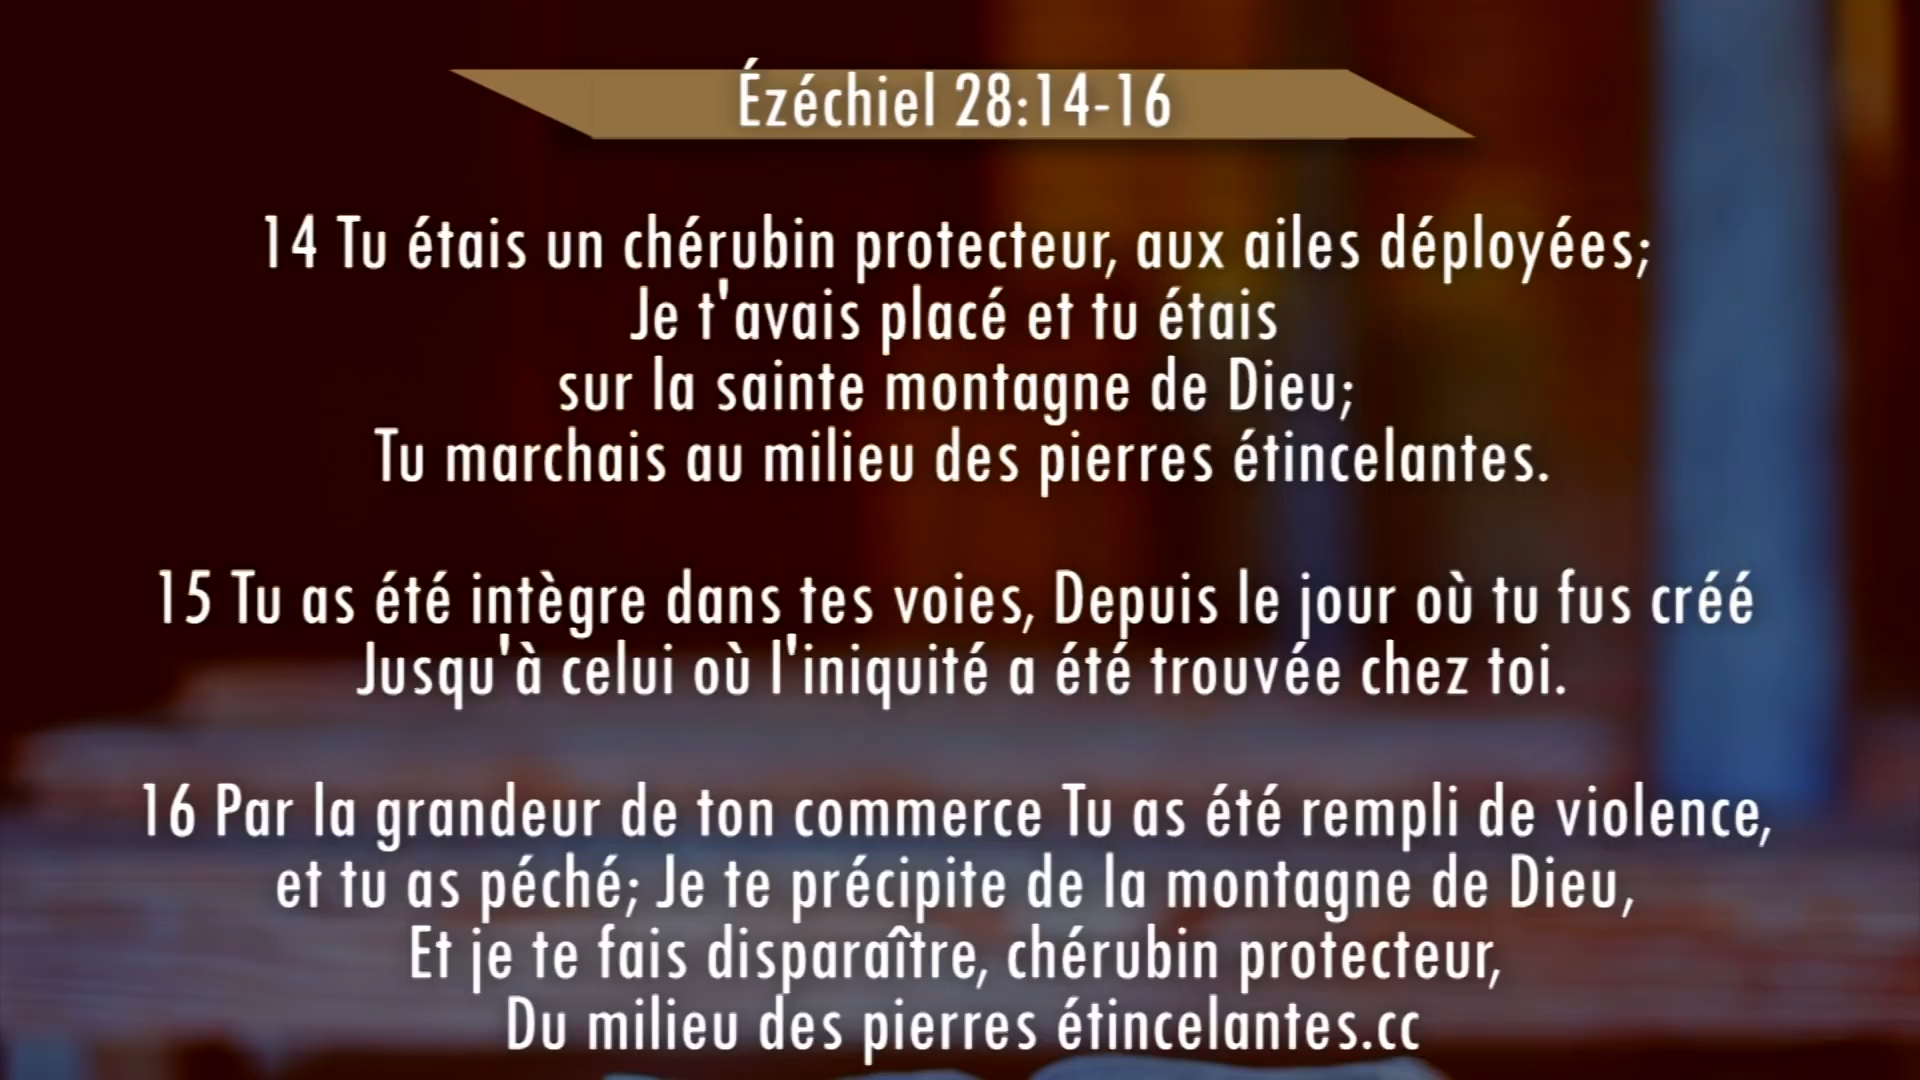 Ézéchiel 28:14-16
14 Tu étais un chérubin protecteur, aux ailes déployées;
Je t'avais placé et tu étais
sur la sainte montagne de Dieu;
Tu marchais au milieu des pierres étincelantes.
15 Tu as été intègre dans tes voies, Depuis le jour où tu fus créé
Jusqu'à celui où l'iniquité a été trouvée chez toi.
16 Par la grandeur de ton commerce Tu as été rempli de violence,
et tu as péché; Je te précipite de la montagne de Dieu,
Et je te fais disparaître, chérubin protecteur,
Du milieu des pierres étincelantes.cc